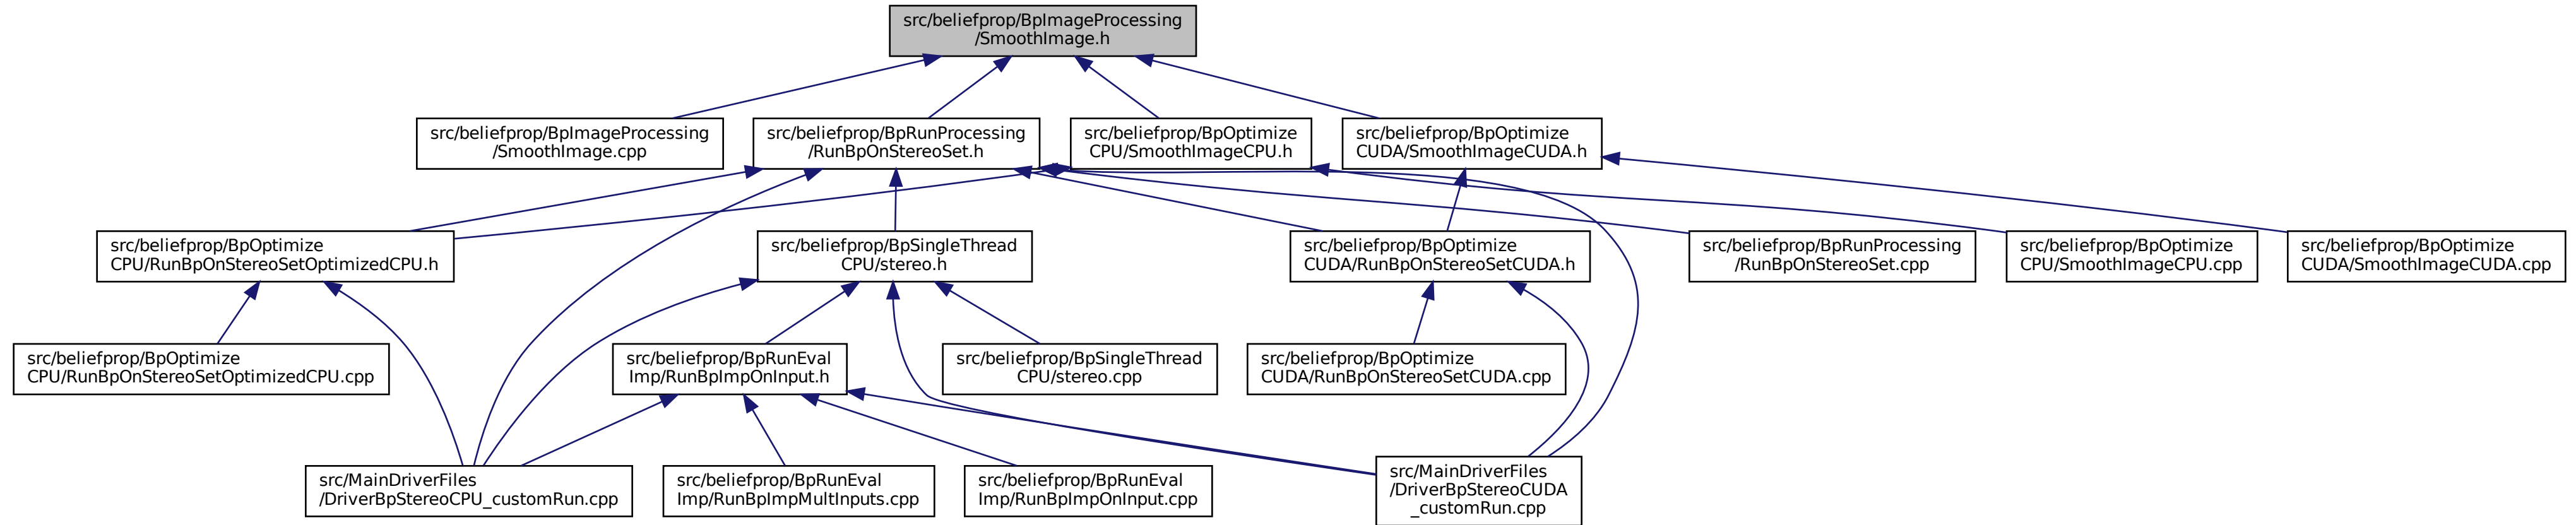 src/beliefprop/BpImageProcessing
/SmoothImage.h
src/beliefprop/BpImageProcessing
/SmoothImage.cpp
src/beliefprop/BpRunProcessing
/RunBpOnStereoSet.h
src/beliefprop/BpOptimize
CPU/SmoothImageCPU.h
src/beliefprop/BpOptimize
CUDA/SmoothImageCUDA.h
src/beliefprop/BpOptimize
CPU/RunBpOnStereoSetOptimizedCPU.h
src/beliefprop/BpSingleThread
CPU/stereo.h
src/beliefprop/BpOptimize
CUDA/RunBpOnStereoSetCUDA.h
src/beliefprop/BpRunProcessing
/RunBpOnStereoSet.cpp
src/beliefprop/BpOptimize
CPU/SmoothImageCPU.cpp
src/beliefprop/BpOptimize
CUDA/SmoothImageCUDA.cpp
src/beliefprop/BpOptimize
CPU/RunBpOnStereoSetOptimizedCPU.cpp
src/beliefprop/BpRunEval
Imp/RunBpImpOnInput.h
src/beliefprop/BpSingleThread
CPU/stereo.cpp
src/beliefprop/BpOptimize
CUDA/RunBpOnStereoSetCUDA.cpp
src/MainDriverFiles
/DriverBpStereoCPU_customRun.cpp
src/beliefprop/BpRunEval
Imp/RunBpImpMultInputs.cpp
src/beliefprop/BpRunEval
Imp/RunBpImpOnInput.cpp
src/MainDriverFiles
/DriverBpStereoCUDA
_customRun.cpp